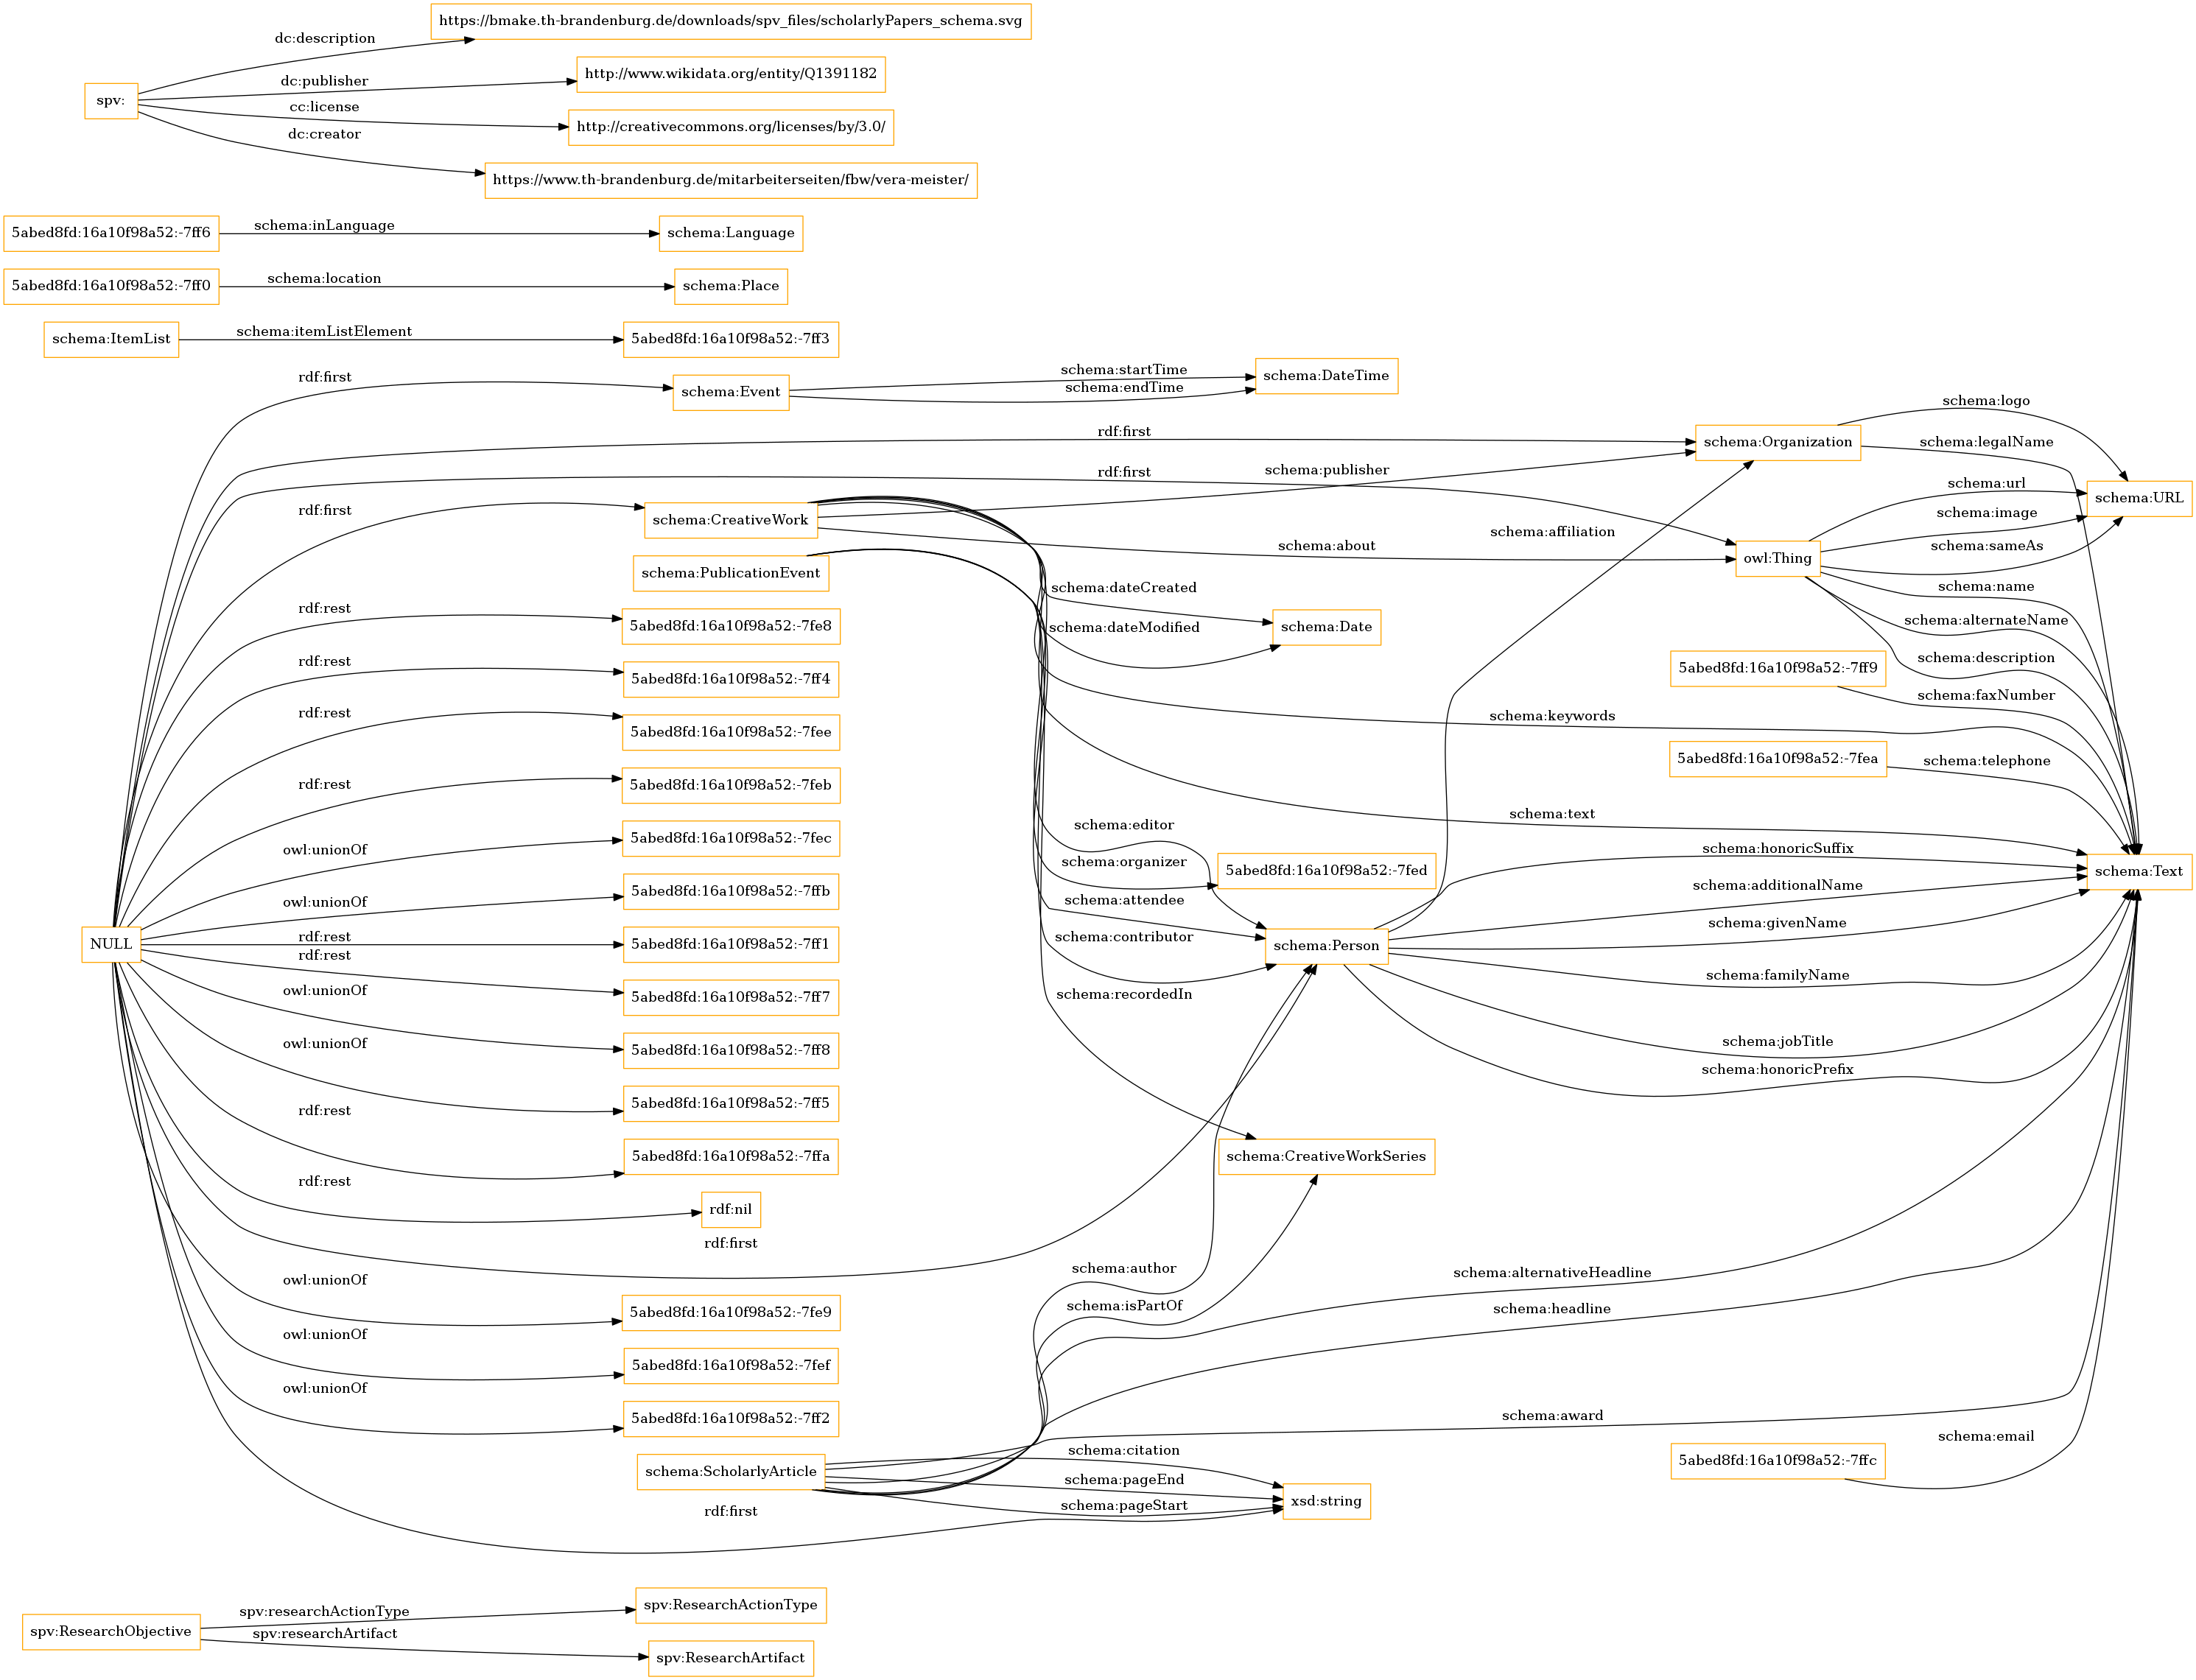 https://bmake.th-brandenburg.de/downloads/spv_files/scholarlyPapers_schema.svg
dc:description
http://www.wikidata.org/entity/Q1391182
dc:publisher
spv:
cc:license
http://creativecommons.org/licenses/by/3.0/
dc:creator
https://www.th-brandenburg.de/mitarbeiterseiten/fbw/vera-meister/
5abed8fd:16a10f98a52:-7ff6
schema:inLanguage
schema:Language
5abed8fd:16a10f98a52:-7ff0
schema:location
schema:Place
schema:ItemList
schema:itemListElement
5abed8fd:16a10f98a52:-7ff3
rdf:first
schema:Event
schema:startTime
schema:endTime
schema:DateTime
schema:logo
rdf:first
schema:Organization
schema:legalName
rdf:first
schema:publisher
schema:url
schema:URL
rdf:first
schema:CreativeWork
schema:image
schema:affiliation
schema:about
schema:sameAs
owl:Thing
schema:PublicationEvent
schema:dateCreated
schema:name
rdf:rest
5abed8fd:16a10f98a52:-7fe8
schema:dateModified
schema:Date
schema:alternateName
rdf:rest
5abed8fd:16a10f98a52:-7ff4
schema:description
5abed8fd:16a10f98a52:-7ff9
schema:faxNumber
rdf:rest
5abed8fd:16a10f98a52:-7fee
schema:keywords
5abed8fd:16a10f98a52:-7fea
schema:telephone
rdf:rest
5abed8fd:16a10f98a52:-7feb
schema:text
owl:unionOf
5abed8fd:16a10f98a52:-7fec
schema:editor
schema:honoricSuffix
schema:organizer
5abed8fd:16a10f98a52:-7fed
schema:Text
owl:unionOf
5abed8fd:16a10f98a52:-7ffb
schema:attendee
schema:additionalName
schema:givenName
NULL
rdf:rest
5abed8fd:16a10f98a52:-7ff1
schema:contributor
schema:Person
rdf:rest
schema:familyName
5abed8fd:16a10f98a52:-7ff7
schema:recordedIn
owl:unionOf
5abed8fd:16a10f98a52:-7ff8
schema:jobTitle
owl:unionOf
schema:honoricPrefix
5abed8fd:16a10f98a52:-7ff5
rdf:rest
5abed8fd:16a10f98a52:-7ffa
schema:CreativeWorkSeries
rdf:rest
rdf:nil
rdf:first
schema:author
schema:alternativeHeadline
owl:unionOf
5abed8fd:16a10f98a52:-7fe9
schema:isPartOf
schema:headline
owl:unionOf
5abed8fd:16a10f98a52:-7fef
owl:unionOf
5abed8fd:16a10f98a52:-7ff2
schema:award
schema:email
schema:citation
5abed8fd:16a10f98a52:-7ffc
schema:ScholarlyArticle
schema:pageEnd
schema:pageStart
xsd:string
rdf:first
spv:ResearchObjective
spv:researchActionType
spv:ResearchActionType
spv:researchArtifact
spv:ResearchArtifact